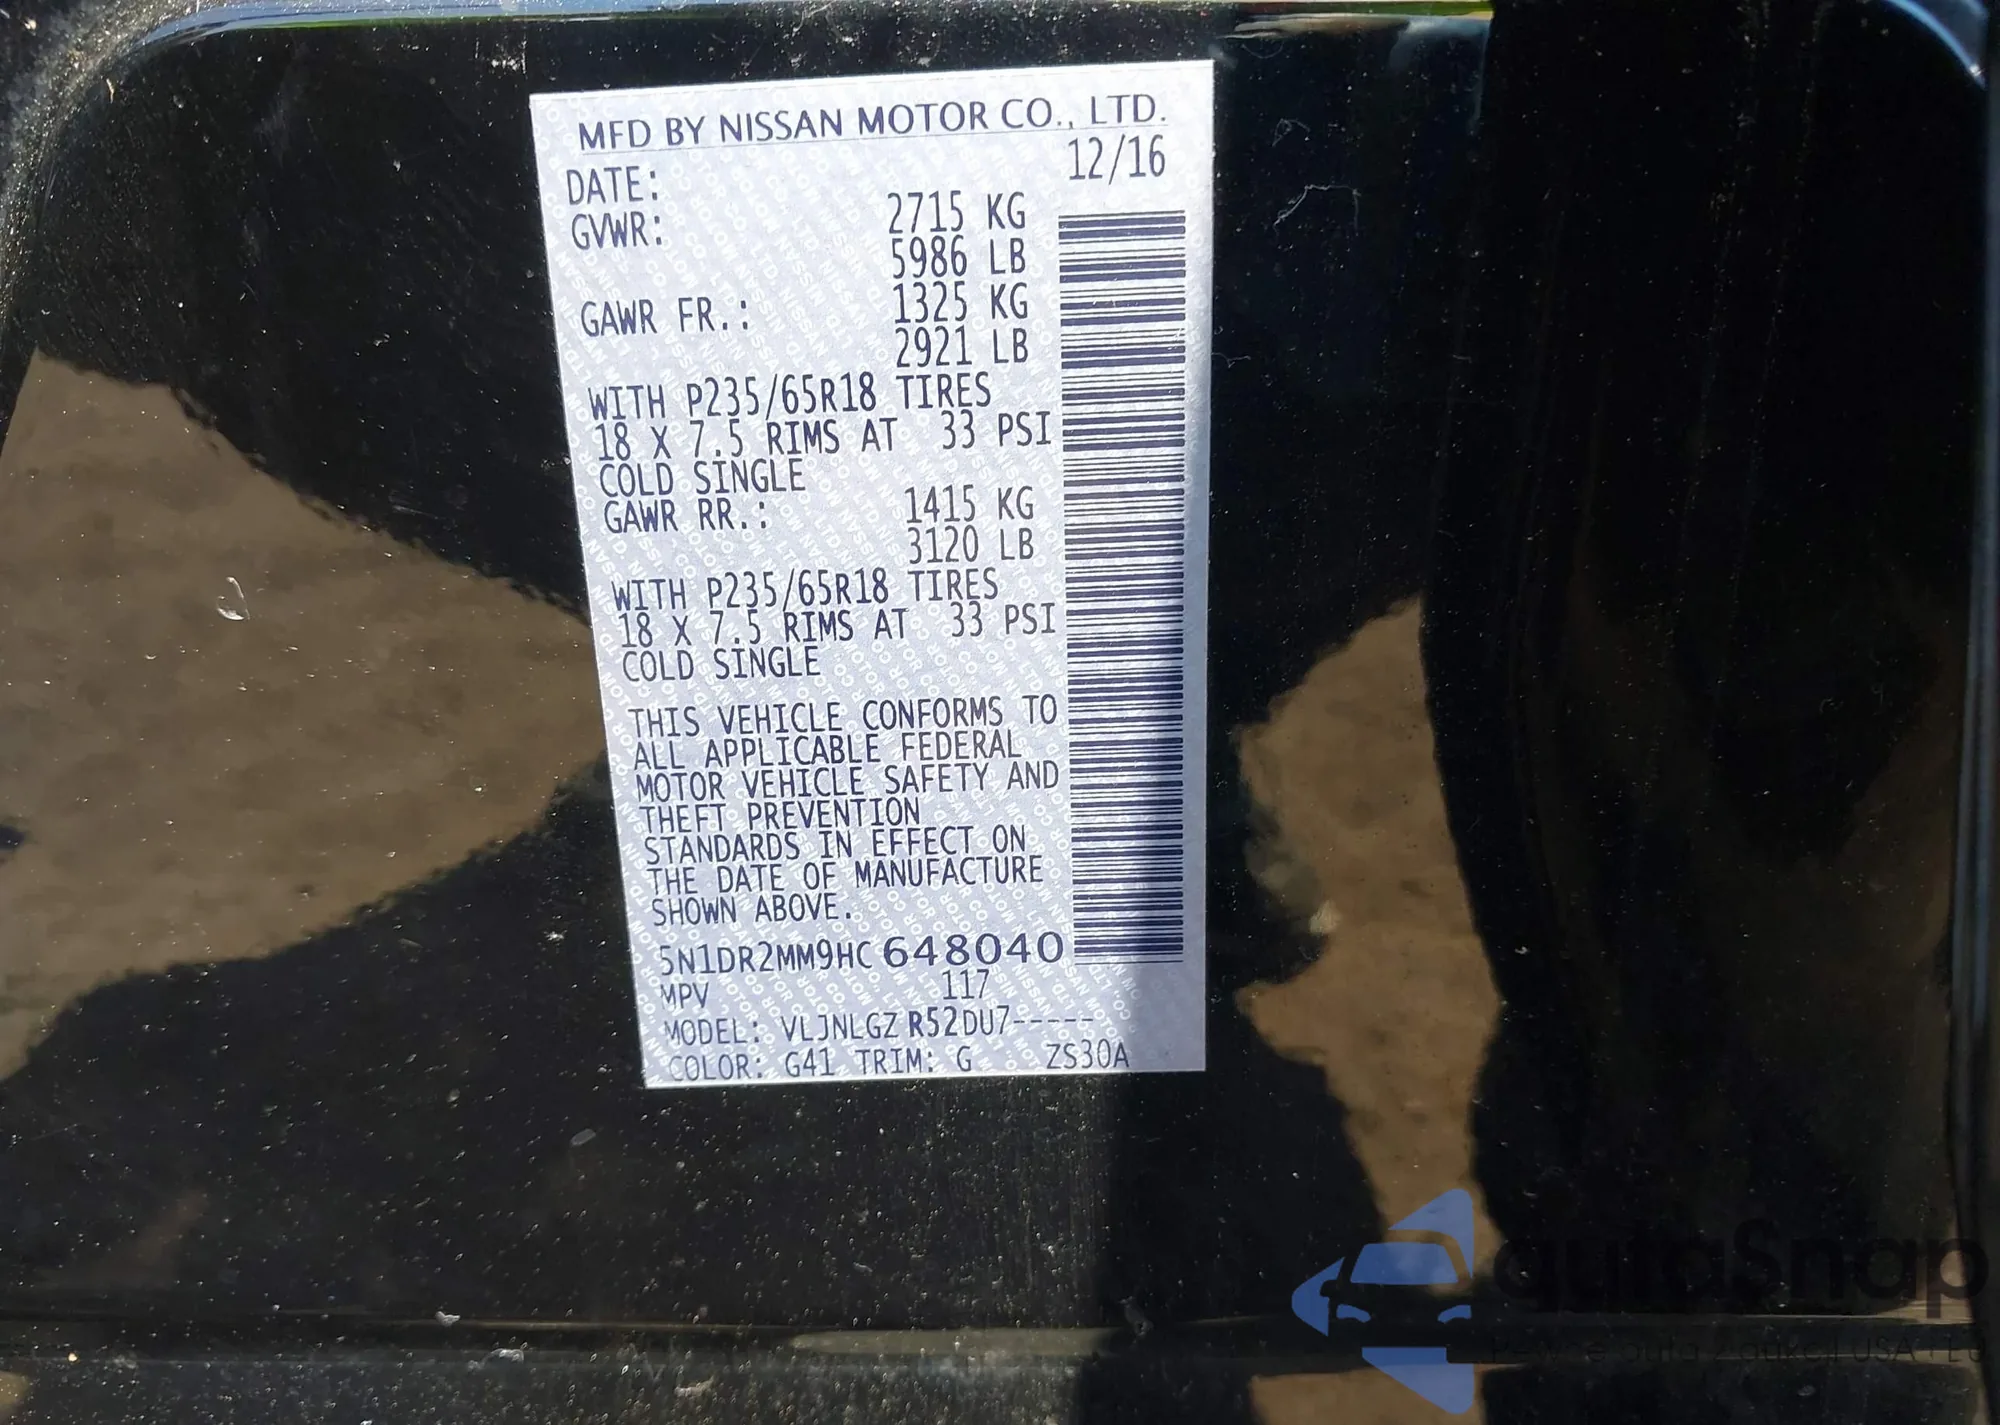 MFD BY NISSAN MOTOR CO., LTD.
DATE: 12/16
GVWR: 2715 KG
5986 LB
GAWR FR.: 1325 KG
2921 LB
WITH P235/65R18 TIRES
18 X 7.5 RIMS AT 33 PSI
COLD SINGLE
GAWR RR.: 1415 KG
3120 LB
WITH P235/65R18 TIRES
18 X 7.5 RIMS AT 33 PSI
COLD SINGLE
THIS VEHICLE CONFORMS TO
ALL APPLICABLE FEDERAL
MOTOR VEHICLE SAFETY AND
THEFT PREVENTION
STANDARDS IN EFFECT ON
THE DATE OF MANUFACTURE
SHOWN ABOVE.
5N1DR2MM9HC648040
MPV 117
MODEL: VLJNLGZ R52DU7-----
COLOR: G41 TRIM: G ZS30A
autaSnap